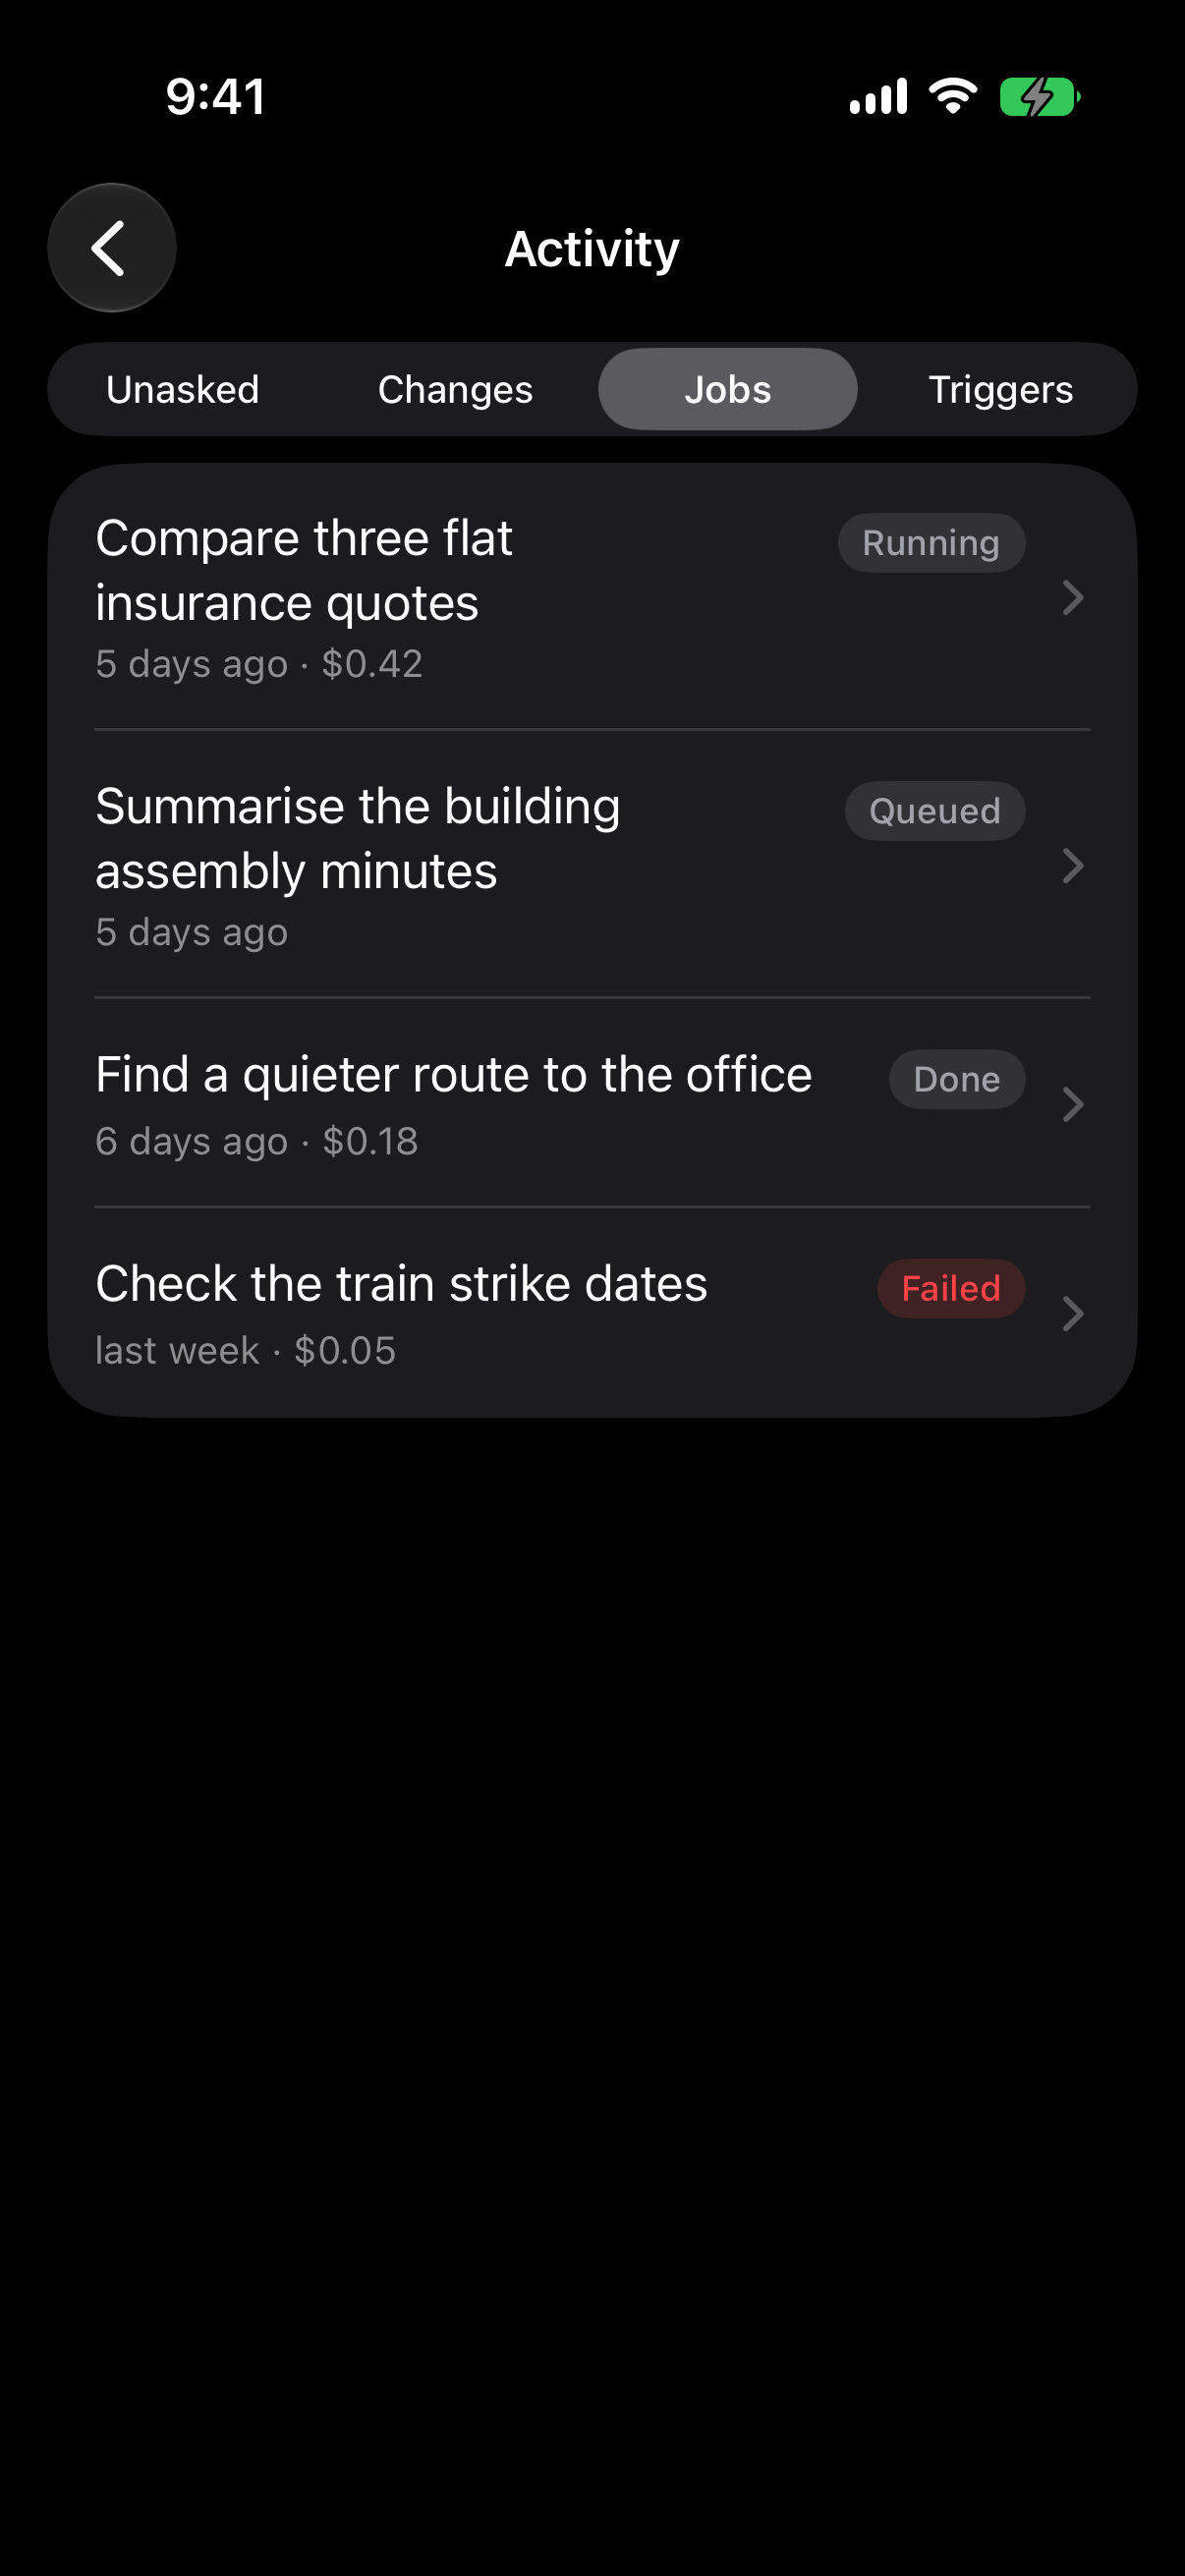 9:41
Activity
Unasked Changes Jobs Triggers
Compare three flat
insurance quotes
Running
5 days ago · $0.42
Summarise the building
assembly minutes
Queued
5 days ago
Find a quieter route to the office
Done
6 days ago · $0.18
Check the train strike dates
Failed
last week · $0.05